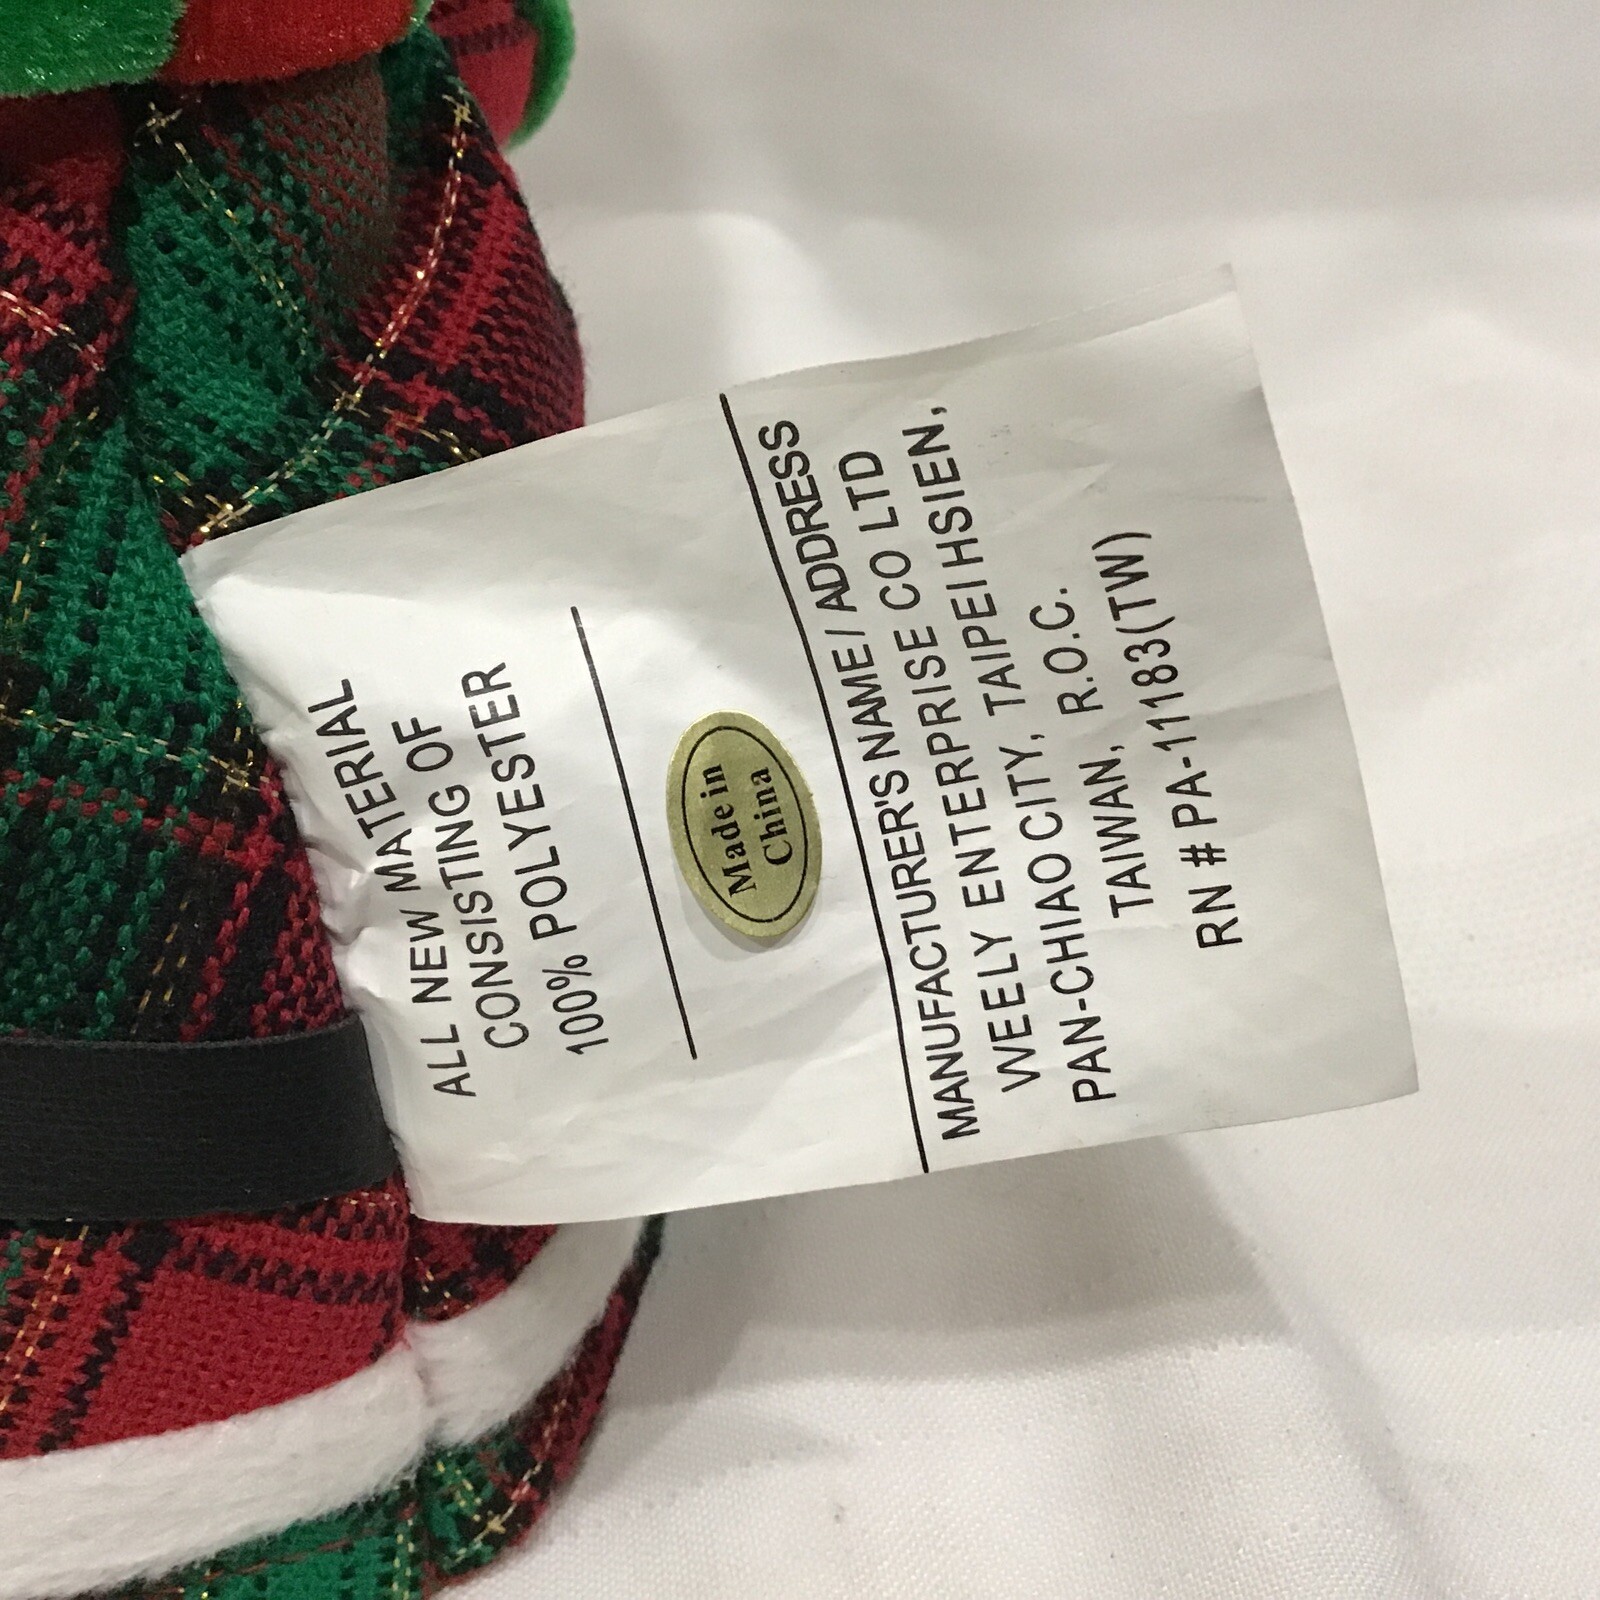 ALL NEW MATERIAL
CONSISTING OF
100% POLYESTER
Made in
China
MANUFACTURER'S NAME / ADDRESS
WEELY ENTERPRISE CO LTD
PAN-CHIAO CITY, TAIPEI HSIEN,
TAIWAN, R.O.C.
RN # PA-1183(TW)